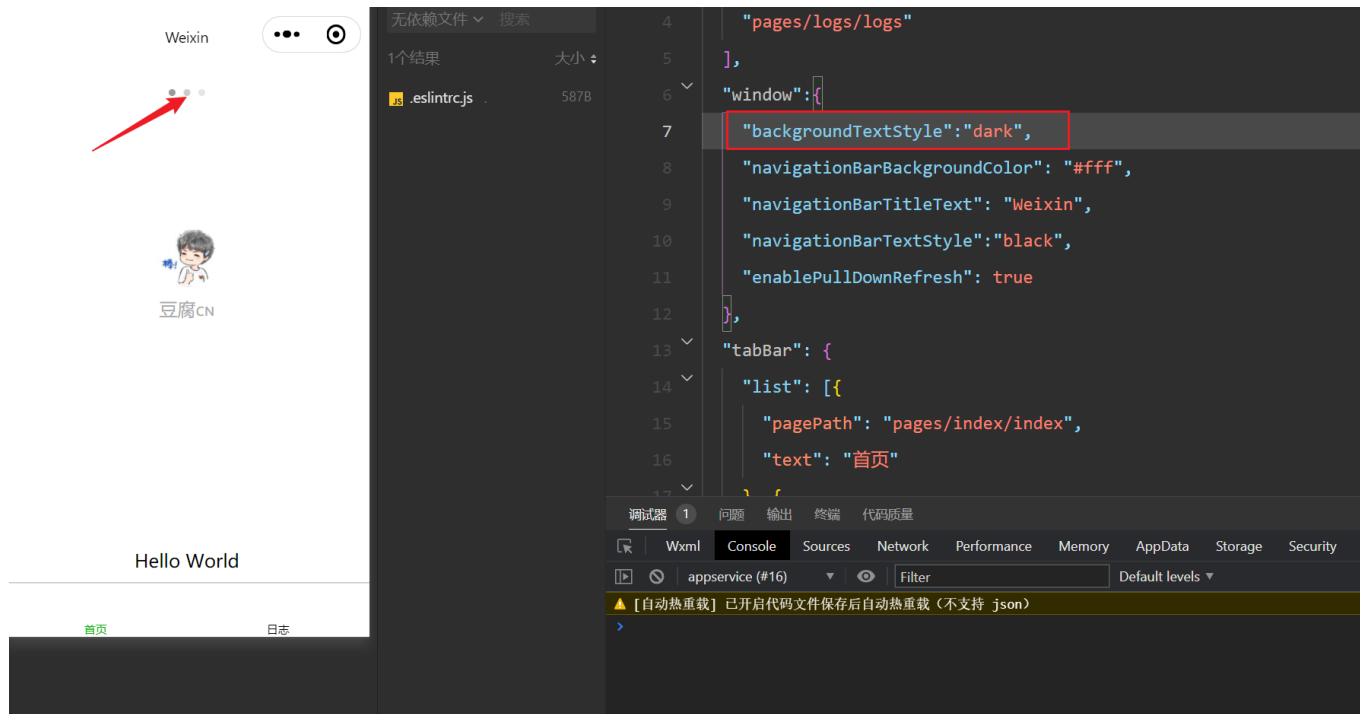 Weixin
棒!
豆腐CN
Hello World
首页
日志
无依赖文件
搜索
1个结果
大小
JS .eslintrc.js . 587B
4 "pages/logs/logs"
5 ],
6 "window":{
7 "backgroundTextStyle":"dark",
8 "navigationBarBackgroundColor": "#fff",
9 "navigationBarTitleText": "Weixin",
10 "navigationBarTextStyle":"black",
11 "enablePullDownRefresh": true
12 },
13 "tabBar": {
14 "list": [{
15 "pagePath": "pages/index/index",
16 "text": "首页"
17 }, {
调试器 1 问题 输出 终端 代码质量
Wxml Console Sources Network Performance Memory AppData Storage Security
appservice (#16) Filter Default levels
[自动热重载] 已开启代码文件保存后自动热重载（不支持 json）